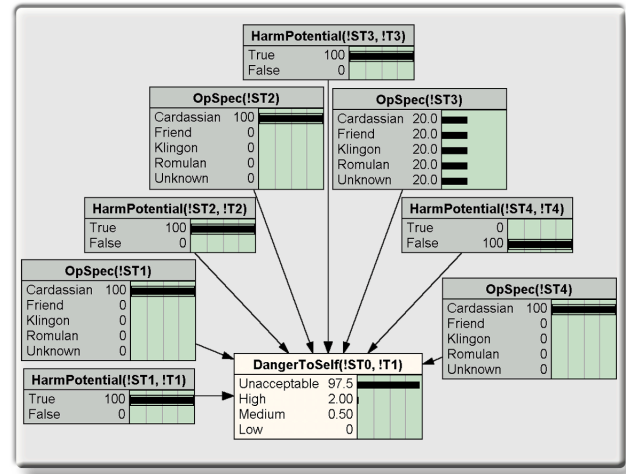 HarmPotential(!ST3, !T3)
True 100
False 0
OpSpec(!ST2)
Cardassian 100
Friend 0
Klingon 0
Romulan 0
Unknown 0
OpSpec(!ST3)
Cardassian 20.0
Friend 20.0
Klingon 20.0
Romulan 20.0
Unknown 20.0
HarmPotential(!ST2, !T2)
True 100
False 0
HarmPotential(!ST4, !T4)
True 0
False 100
OpSpec(!ST1)
Cardassian 100
Friend 0
Klingon 0
Romulan 0
Unknown 0
OpSpec(!ST4)
Cardassian 100
Friend 0
Klingon 0
Romulan 0
Unknown 0
HarmPotential(!ST1, !T1)
True 100
False 0
DangerToSelf(!ST0, !T1)
Unacceptable 97.5
High 2.00
Medium 0.50
Low 0